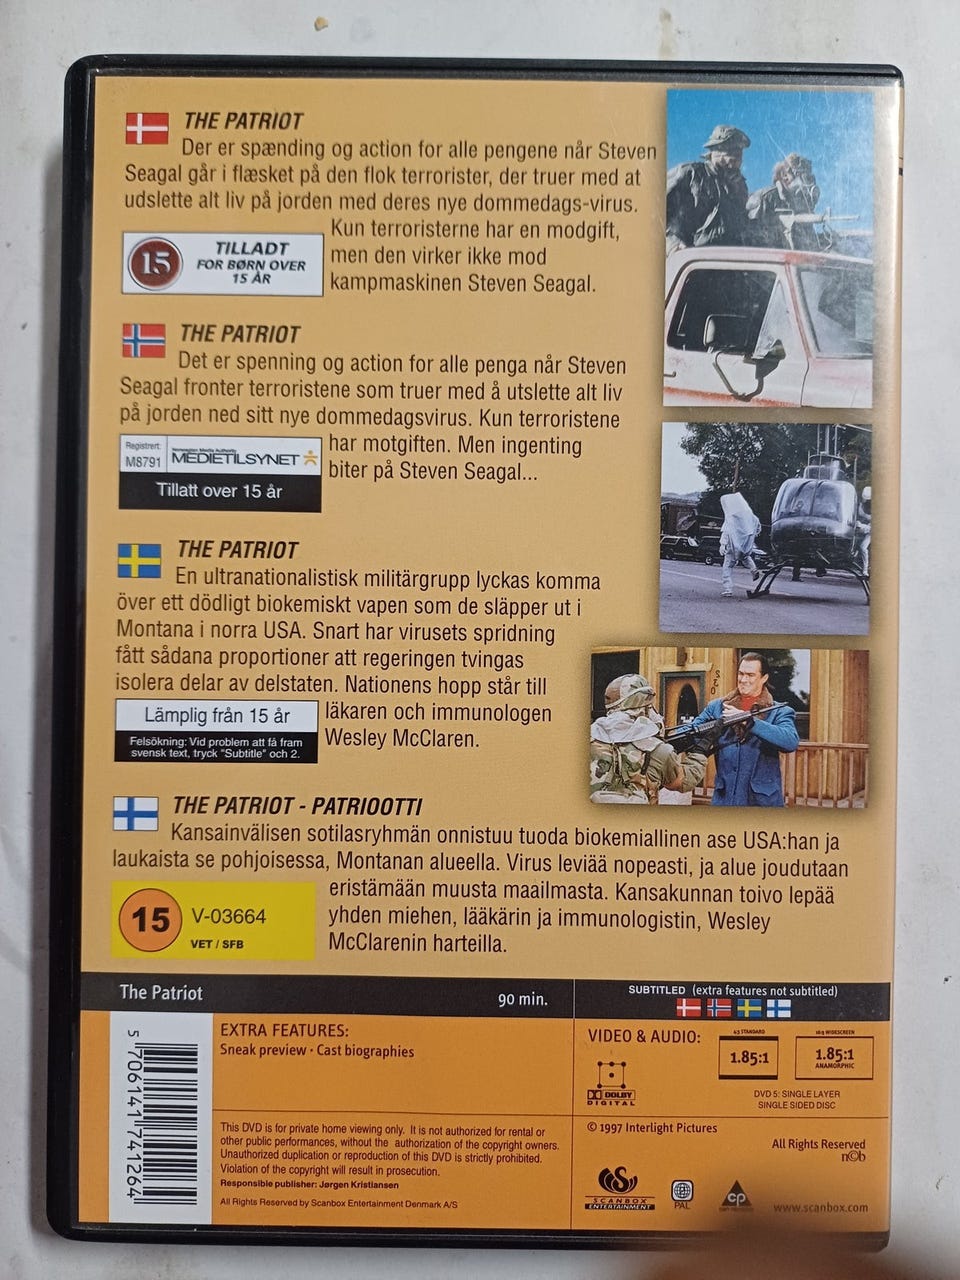 THE PATRIOT
Der er spænding og action for alle pengene når Steven
Seagal går i flæsket på den flok terrorister, der truer med at
udslette alt liv på jorden med deres nye dommedags-virus.
Kun terroristerne har en modgift,
men den virker ikke mod
kampmaskinen Steven Seagal.
15
TILLADT
FOR BØRN OVER
15 ÅR
THE PATRIOT
Det er spenning og action for alle penga når Steven
Seagal fronter terroristene som truer med å utslette alt liv
på jorden ned sitt nye dommedagsvirus. Kun terroristene
har motgiften. Men ingenting
biter på Steven Seagal...
Registrert:
M8791
Norwegian Media Authority
MEDIETILSYNET
Tillatt over 15 år
THE PATRIOT
En ultranationalistisk militärgrupp lyckas komma
över ett dödligt biokemiskt vapen som de släpper ut i
Montana i norra USA. Snart har virusets spridning
fått sådana proportioner att regeringen tvingas
isolera delar av delstaten. Nationens hopp står till
läkaren och immunologen
Wesley McClaren.
Lämplig från 15 år
Felsökning: Vid problem att få fram
svensk text, tryck "Subtitle" och 2.
THE PATRIOT - PATRIOOTTI
Kansainvälisen sotilasryhmän onnistuu tuoda biokemiallinen ase USA:han ja
laukaista se pohjoisessa, Montanan alueella. Virus leviää nopeasti, ja alue joudutaan
eristämään muusta maailmasta. Kansakunnan toivo lepää
yhden miehen, lääkärin ja immunologistin, Wesley
McClarenin harteilla.
15
V-03664
VET / SFB
The Patriot
90 min.
SUBTITLED (extra features not subtitled)
5 706141 741264
EXTRA FEATURES:
Sneak preview · Cast biographies
VIDEO & AUDIO:
DOLBY
DIGITAL
4:3 STANDARD
1.85:1
16:9 WIDESCREEN
1.85:1
ANAMORPHIC
DVD 5: SINGLE LAYER
SINGLE SIDED DISC
This DVD is for private home viewing only. It is not authorized for rental or
other public performances, without the authorization of the copyright owners.
Unauthorized duplication or reproduction of this DVD is strictly prohibited.
Violation of the copyright will result in prosecution.
Responsible publisher: Jørgen Kristiansen
All Rights Reserved by Scanbox Entertainment Denmark A/S
© 1997 Interlight Pictures
All Rights Reserved
n©b
SCANBOX
ENTERTAINMENT
PAL
cp
www.scanbox.com